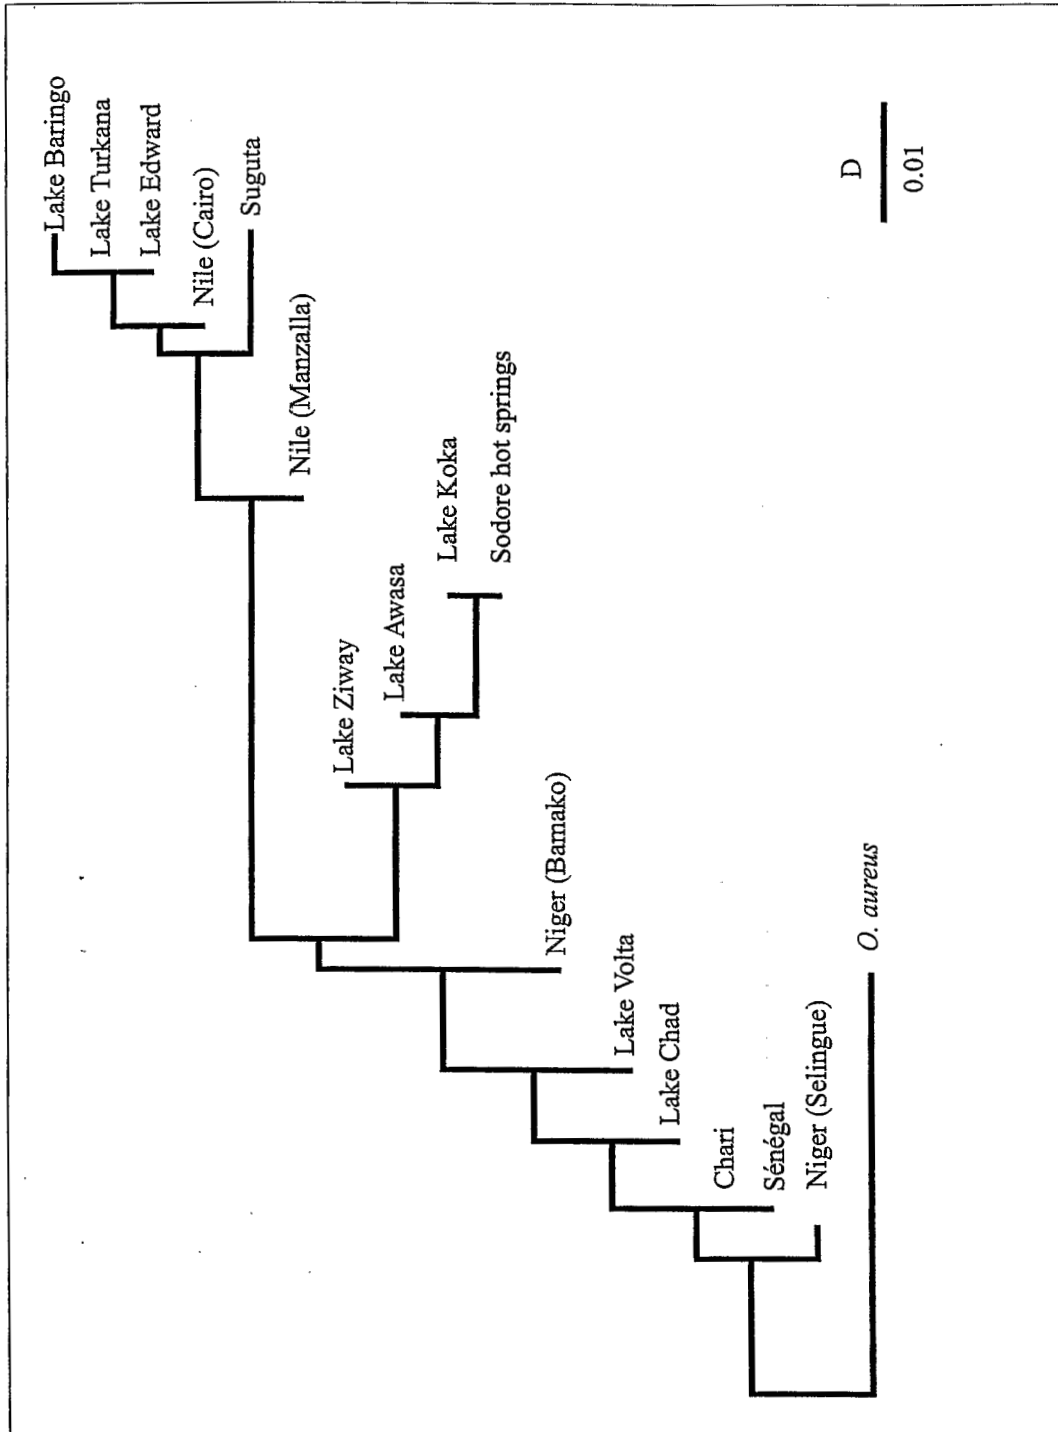 Lake Baringo
Lake Turkana
Lake Edward
Nile (Cairo)
Suguta
Nile (Manzalla)
Lake Ziway
Lake Awasa
Lake Koka
Sodore hot springs
Niger (Bamako)
Lake Volta
Lake Chad
Chari
Sénégal
Niger (Selingue)
O. aureus
D
0.01